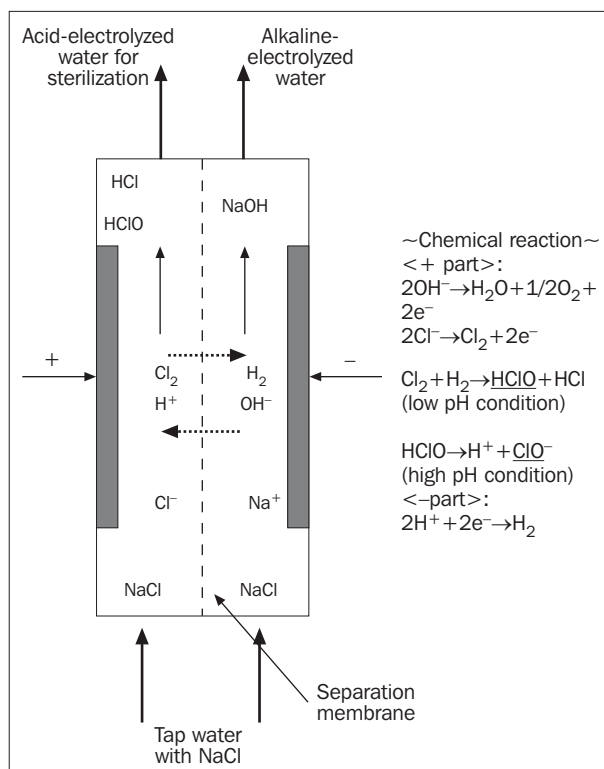 Acid-electrolyzed
water for
sterilization
Alkaline-
electrolyzed
water
HCl
HClO
NaOH
+
−
Cl₂
H⁺
H₂
OH⁻
Cl⁻
Na⁺
NaCl
NaCl
Separation
membrane
Tap water
with NaCl
~Chemical reaction~
<+ part>:
2OH⁻→H₂O+1/2O₂+
2e⁻
2Cl⁻→Cl₂+2e⁻
Cl₂+H₂→HClO+HCl
(low pH condition)
HClO→H⁺+ClO⁻
(high pH condition)
<−part>:
2H⁺+2e⁻→H₂